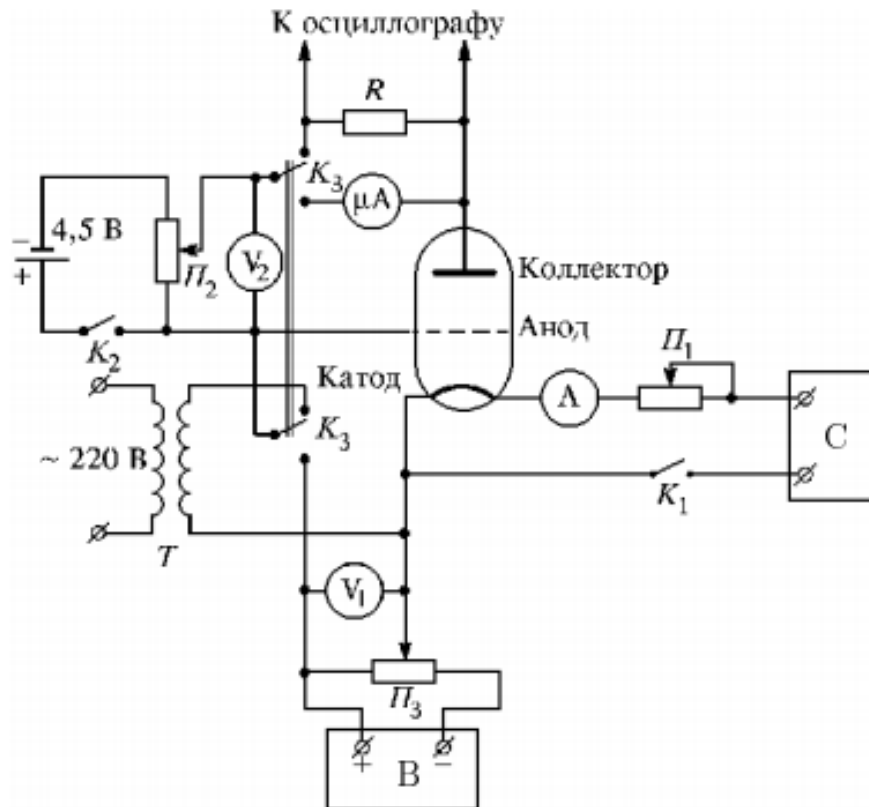 К осциллографу
R
K3
μA
− 4,5 В
+
П2
V2
Коллектор
Анод
П1
K2
Катод
Λ
K3
С
~ 220 В
K1
T
V1
П3
+ В −